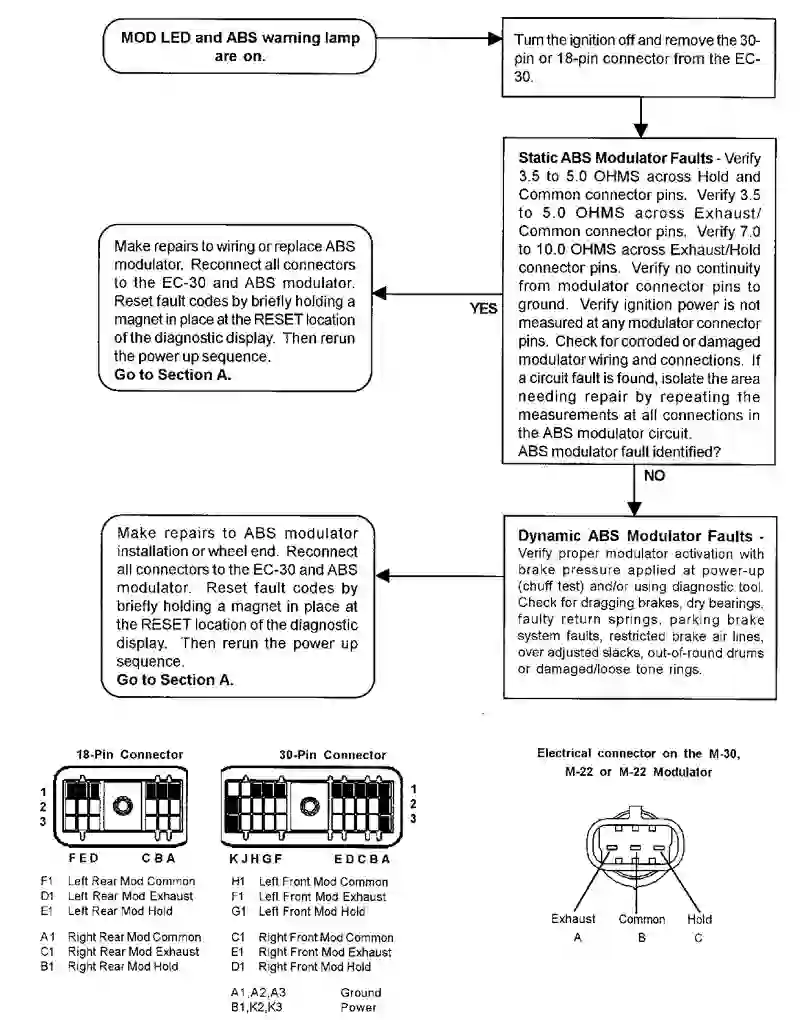 MOD LED and ABS warning lamp
are on.
Turn the ignition off and remove the 30-
pin or 18-pin connector from the EC-
30.
Static ABS Modulator Faults - Verify
3.5 to 5.0 OHMS across Hold and
Common connector pins. Verify 3.5
to 5.0 OHMS across Exhaust/
Common connector pins. Verify 7.0
to 10.0 OHMS across Exhaust/Hold
connector pins. Verify no continuity
from modulator connector pins to
ground. Verify ignition power is not
measured at any modulator connector
pins. Check for corroded or damaged
modulator wiring and connections. If
a circuit fault is found, isolate the area
needing repair by repeating the
measurements at all connections in
the ABS modulator circuit.
ABS modulator fault identified?
YES
Make repairs to wiring or replace ABS
modulator. Reconnect all connectors
to the EC-30 and ABS modulator.
Reset fault codes by briefly holding a
magnet in place at the RESET location
of the diagnostic display. Then rerun
the power up sequence.
Go to Section A.
NO
Dynamic ABS Modulator Faults -
Verify proper modulator activation with
brake pressure applied at power-up
(chuff test) and/or using diagnostic tool.
Check for dragging brakes, dry bearings,
faulty return springs, parking brake
system faults, restricted brake air lines,
over adjusted slacks, out-of-round drums
or damaged/loose tone rings.
Make repairs to ABS modulator
installation or wheel end. Reconnect
all connectors to the EC-30 and ABS
modulator. Reset fault codes by
briefly holding a magnet in place at
the RESET location of the diagnostic
display. Then rerun the power up
sequence.
Go to Section A.
18-Pin Connector
1
2
3
F E D C B A
F1 Left Rear Mod Common
D1 Left Rear Mod Exhaust
E1 Left Rear Mod Hold
A1 Right Rear Mod Common
C1 Right Rear Mod Exhaust
B1 Right Rear Mod Hold
30-Pin Connector
1
2
3
K J H G F E D C B A
H1 Left Front Mod Common
F1 Left Front Mod Exhaust
G1 Left Front Mod Hold
C1 Right Front Mod Common
E1 Right Front Mod Exhaust
D1 Right Front Mod Hold
A1,A2,A3 Ground
B1,K2,K3 Power
Electrical connector on the M-30,
M-22 or M-22 Modulator
Exhaust Common Hold
A B C